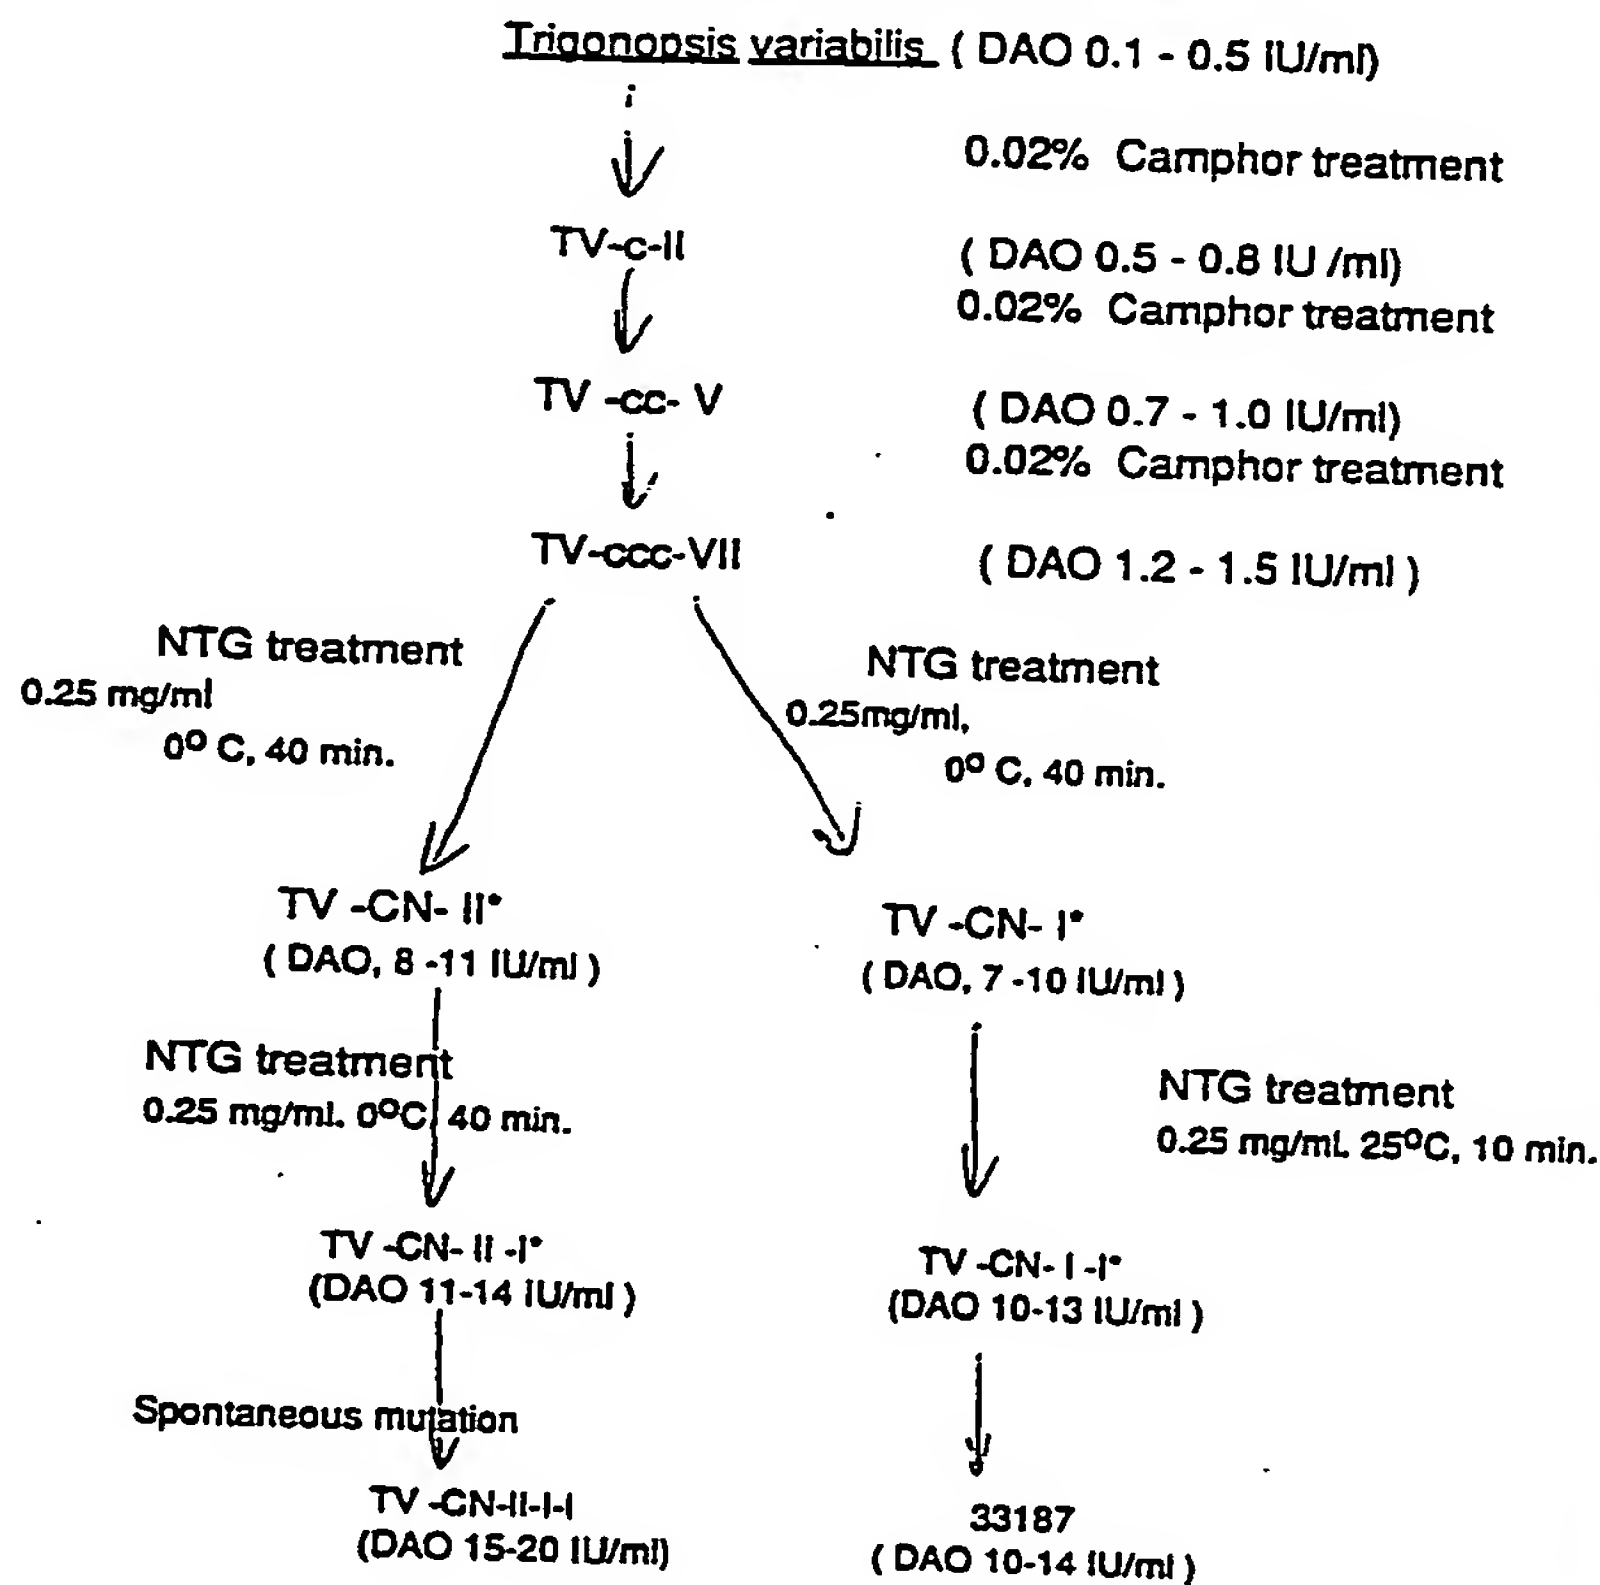 Trigonopsis variabilis ( DAO 0.1 - 0.5 IU/ml)
0.02% Camphor treatment
TV-c-II
( DAO 0.5 - 0.8 IU /ml)
0.02% Camphor treatment
TV -cc- V
( DAO 0.7 - 1.0 IU/ml)
0.02% Camphor treatment
TV-ccc-VII
( DAO 1.2 - 1.5 IU/ml )
NTG treatment
0.25 mg/ml
0º C, 40 min.
NTG treatment
0.25mg/ml,
0º C, 40 min.
TV -CN- II*
( DAO, 8 -11 IU/ml )
TV -CN- I*
( DAO, 7 -10 IU/ml )
NTG treatment
0.25 mg/ml. 0ºC, 40 min.
NTG treatment
0.25 mg/ml. 25ºC, 10 min.
TV -CN- II -I*
(DAO 11-14 IU/ml )
TV -CN- I -I*
(DAO 10-13 IU/ml )
Spontaneous mutation
TV -CN-II-I-I
(DAO 15-20 IU/ml)
33187
( DAO 10-14 IU/ml )